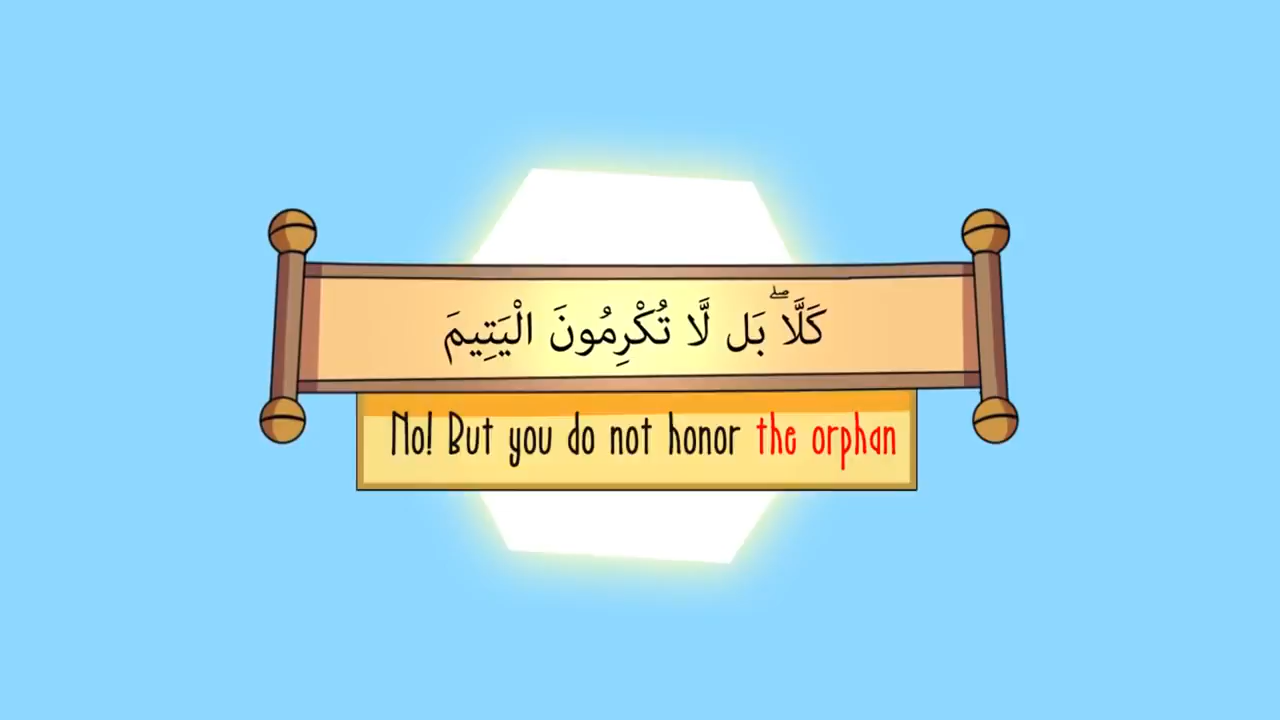 كَلَّا ۖ بَل لَّا تُكْرِمُونَ الْيَتِيمَ
No! But you do not honor the orphan